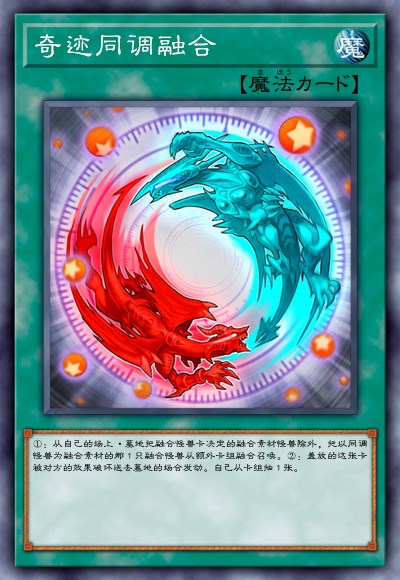 奇迹同调融合
魔
【魔法カード】
ま ほう
①：从自己的场上·墓地把融合怪兽卡决定的融合素材怪兽除外，把以同调
怪兽为融合素材的那１只融合怪兽从额外卡组融合召唤。②：盖放的这张卡
被对方的效果破坏送去墓地的场合发动。自己从卡组抽１张。